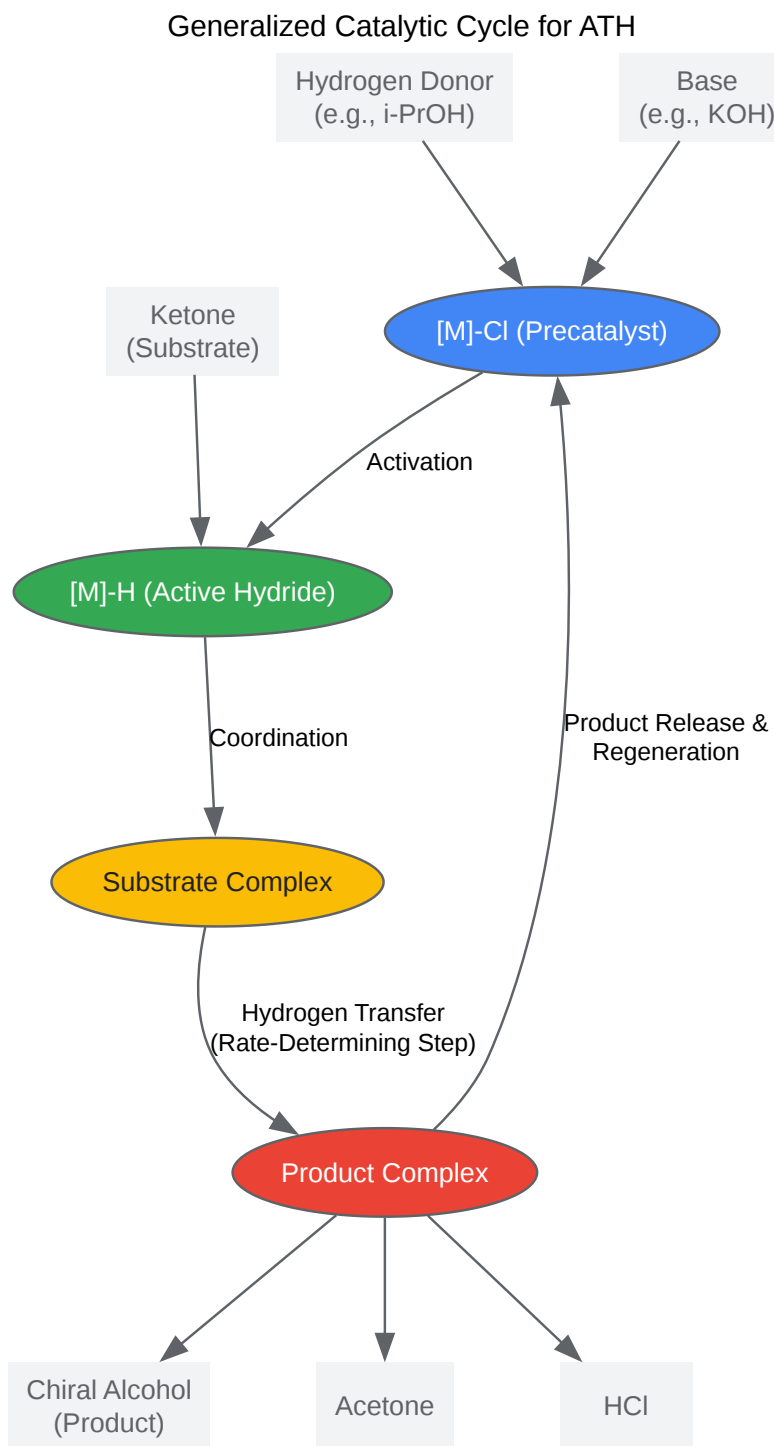 Generalized Catalytic Cycle for ATH
Hydrogen Donor
(e.g., i-PrOH)
Base
(e.g., KOH)
Ketone
(Substrate)
[M]-Cl (Precatalyst)
Activation
[M]-H (Active Hydride)
Coordination
Product Release &
Regeneration
Substrate Complex
Hydrogen Transfer
(Rate-Determining Step)
Product Complex
Chiral Alcohol
(Product)
Acetone
HCl